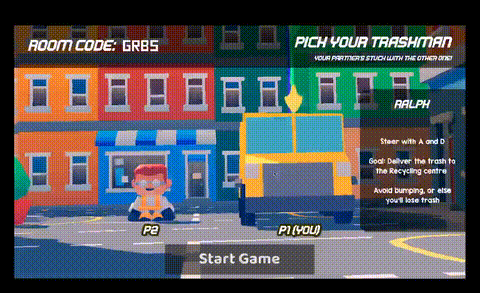 ROOM CODE: GR85
PICK YOUR TRASHMAN
YOUR PARTNER'S STUCK WITH THE OTHER ONE!
RALPH
Steer with A and D
Goal: Deliver the trash to
the Recycling centre
Avoid bumping, or else
you'll lose trash
P2
P1 (YOU)
Start Game